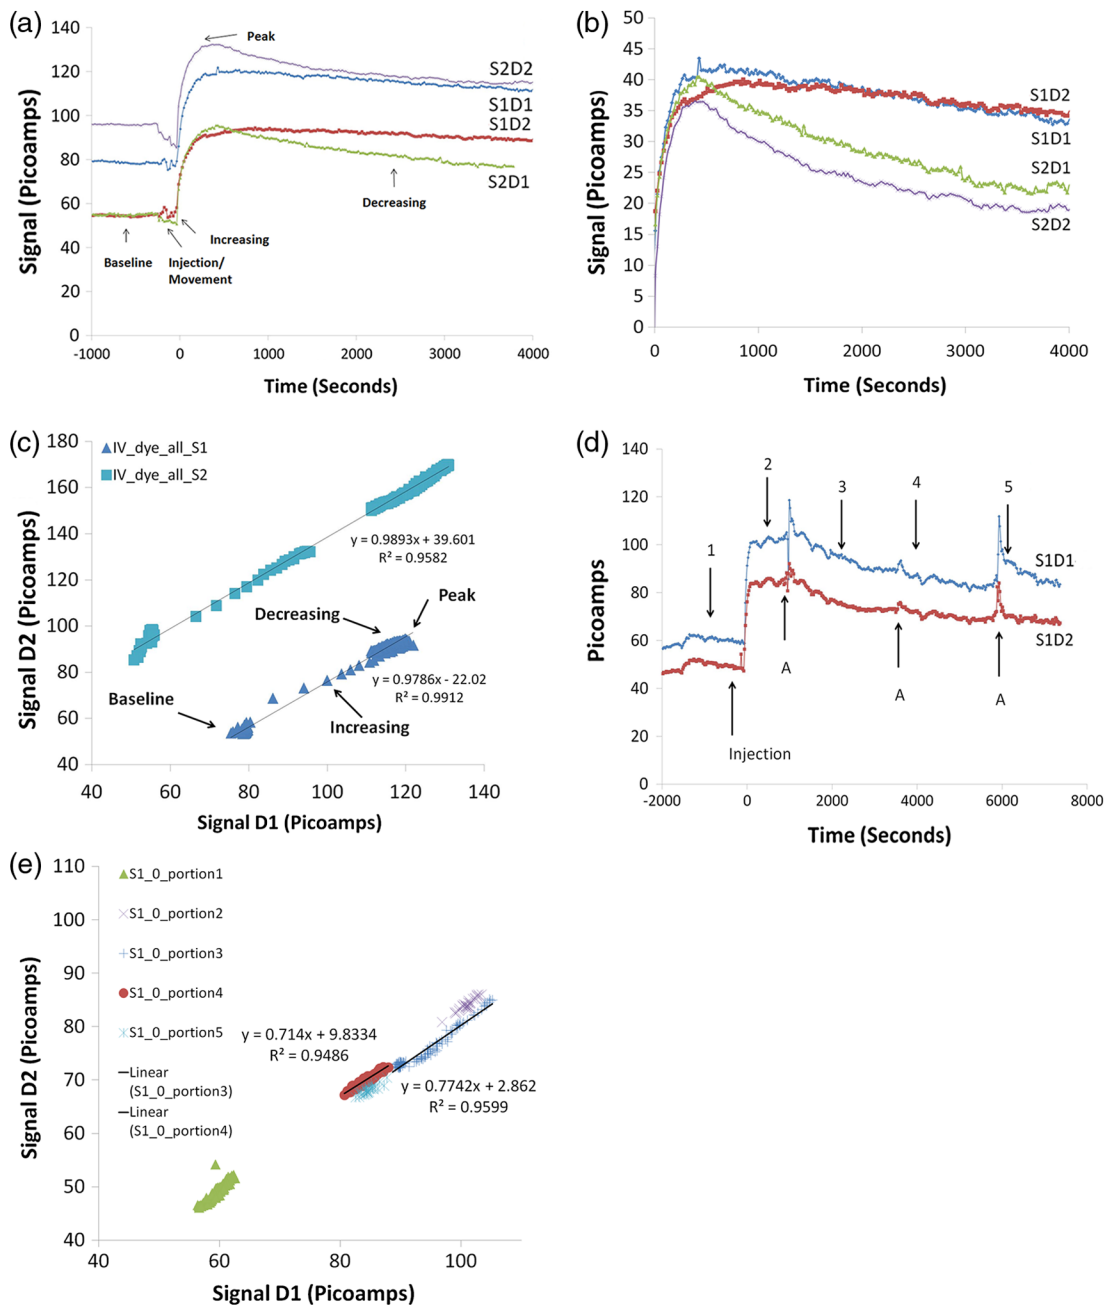 (a)
140
120
100
80
60
40
20
0
Signal (Picoamps)
-1000
0
1000
2000
3000
4000
Time (Seconds)
Peak
S2D2
S1D1
S1D2
S2D1
Decreasing
Increasing
Baseline
Injection/
Movement
(b)
50
45
40
35
30
25
20
15
10
5
0
Signal (Picoamps)
0
1000
2000
3000
4000
Time (Seconds)
S1D2
S1D1
S2D1
S2D2
(c)
180
160
140
120
100
80
60
40
Signal D2 (Picoamps)
40
60
80
100
120
140
Signal D1 (Picoamps)
IV_dye_all_S1
IV_dye_all_S2
y = 0.9893x + 39.601
R² = 0.9582
Decreasing
Peak
y = 0.9786x - 22.02
R² = 0.9912
Baseline
Increasing
(d)
140
120
100
80
60
40
20
0
Picoamps
-2000
0
2000
4000
6000
8000
Time (Seconds)
1
2
3
4
5
S1D1
S1D2
A
A
A
Injection
(e)
110
100
90
80
70
60
50
40
Signal D2 (Picoamps)
40
60
80
100
Signal D1 (Picoamps)
S1_0_portion1
S1_0_portion2
S1_0_portion3
S1_0_portion4
S1_0_portion5
Linear
(S1_0_portion3)
Linear
(S1_0_portion4)
y = 0.714x + 9.8334
R² = 0.9486
y = 0.7742x + 2.862
R² = 0.9599